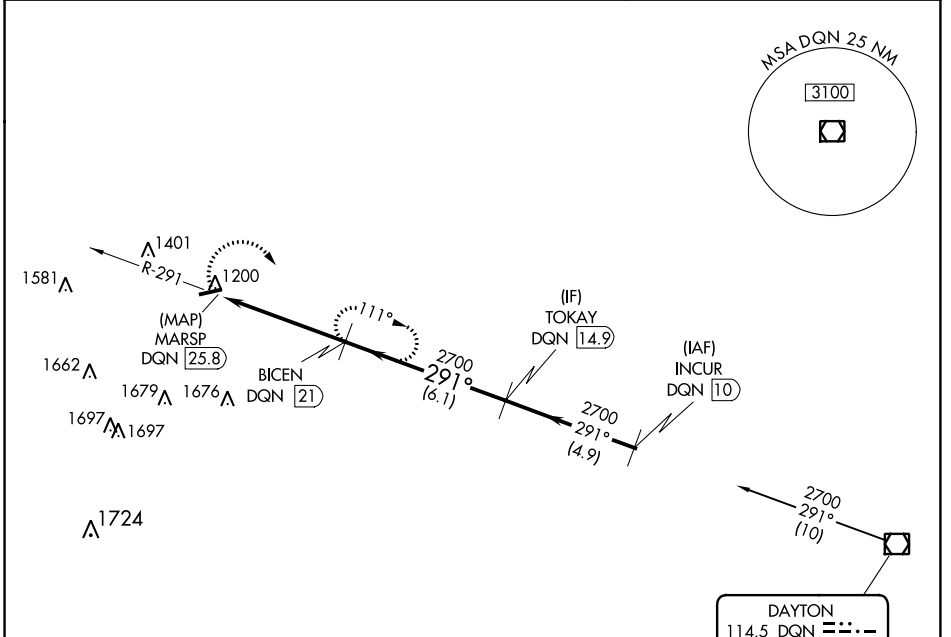 MSA DQN 25 NM
3100
1401
R-291
1581
1200
(MAP)
MARSP
DQN 25.8
111°
BICEN
DQN 21
2700
291°
(6.1)
(IF)
TOKAY
DQN 14.9
(IAF)
INCUR
DQN 10
2700
291°
(4.9)
1662
1679
1676
1697
1697
1724
2700
291°
(10)
DAYTON
114.5 DQN